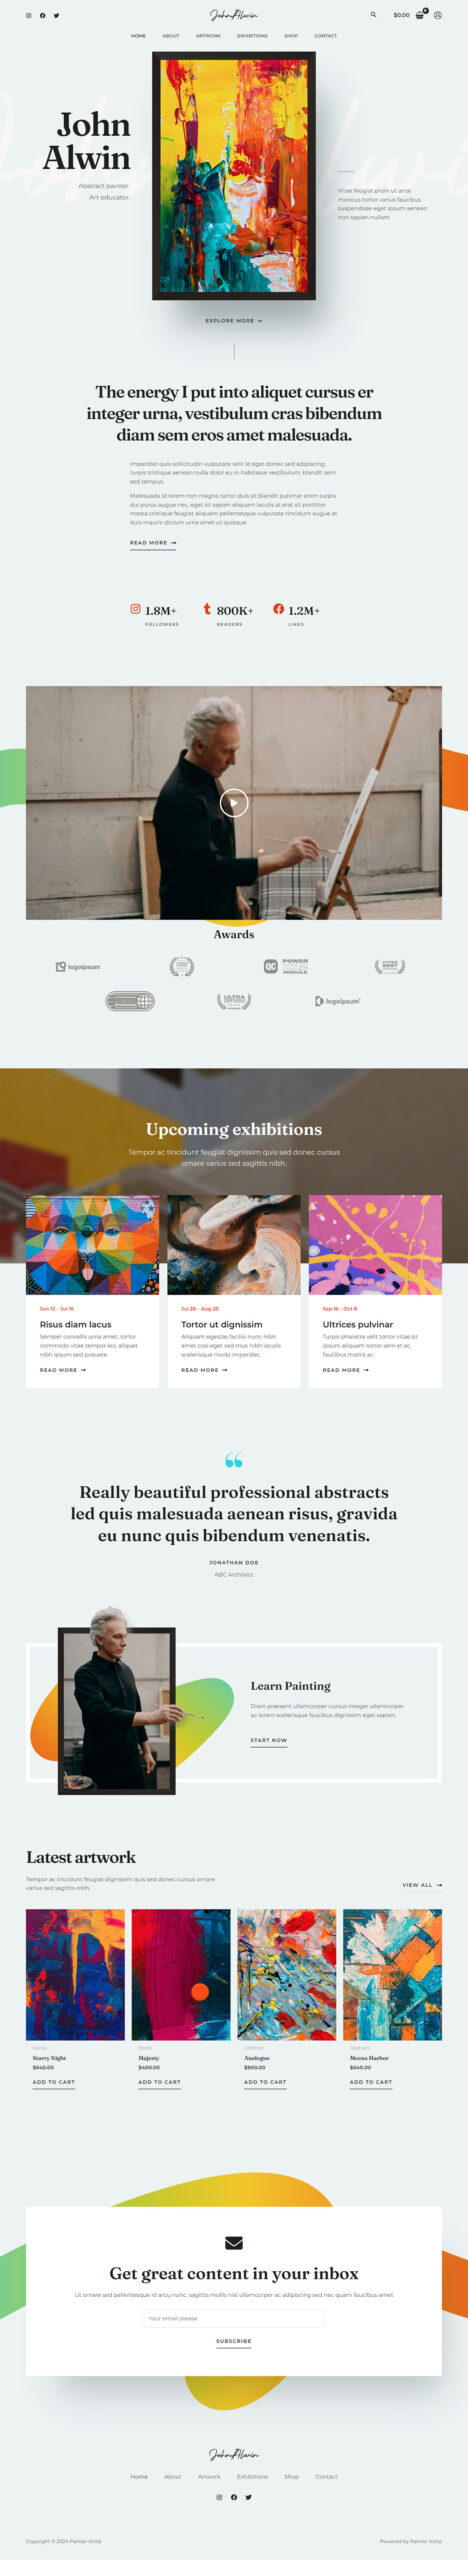 JohnAlwin
$0.00
0
HOME ABOUT ARTWORK EXHIBITIONS SHOP CONTACT
John
Alwin
Abstract painter.
Art educator.
Vitae feugiat proin ut ante
rhoncus tortor varius faucibus
suspendisse eget ipsum aenean
non sapien nullam
EXPLORE MORE
The energy I put into aliquet cursus er
integer urna, vestibulum cras bibendum
diam sem eros amet malesuada.
Imperdiet quis sollicitudin vulputate velit id eget donec sed adipiscing
turpis tristique aenean nulla dolor eu in habitasse vestibulum, blandit sem
sed tempus.
Malesuada id lorem non magna tortor duis sit blandit pulvinar enim turpis
dui purus augue nec, eget sit sapien aliquam iaculis at erat sit porttitor
massa tristique feugiat aliquam pellentesque vulputate tincidunt augue at
duis mauris dictum urna amet ut quisque
READ MORE
1.8M+ 800K+ 1.2M+
FOLLOWERS READERS LIKES
Awards
logoipsum
QC POWER
MODULE
HYPER
BEST
ULTRA
logoipsum
Upcoming exhibitions
Tempor ac tincidunt feugiat dignissim quis sed donec cursus
ornare varius sed sagittis nibh.
Jun 12 - Jul 16
Risus diam lacus
Semper convallis urna amet, tortor
commodo vitae tempor leo, aliquet
nibh ipsum sed posuere.
READ MORE
Jul 28 - Aug 20
Tortor ut dignissim
Aliquam egestas facilisi nunc nibh
amet cras eget sed mus nibh iaculis
scelerisque morbi imperdiet.
READ MORE
Sep 16 - Oct 8
Ultrices pulvinar
Turpis pharetra velit tortor vitae sit
ipsum aliquam tortor sem et ac
faucibus mattis ac.
READ MORE
“
Really beautiful professional abstracts
led quis malesuada aenean risus, gravida
eu nunc quis bibendum venenatis.
JONATHAN DOE
ABC Architect
Learn Painting
Diam praesent ullamcorper cursus integer ullamcorper
ac lorem scelerisque faucibus dignissim eget sapien.
START NOW
Latest artwork
Tempor ac tincidunt feugiat dignissim quis sed donec cursus ornare
varius sed sagittis nibh.
VIEW ALL
Sticks
Starry Night
$640.00
ADD TO CART
Sticks
Majesty
$400.00
ADD TO CART
Abstract
Analogue
$800.00
ADD TO CART
Abstract
Meena Harbor
$640.00
ADD TO CART
Get great content in your inbox
Ut ornare sed pellentesque id arcu nunc, sagittis mollis nisl ullamcorper ac adipiscing sed nec quam faucibus amet
Your email please
SUBSCRIBE
JohnAlwin
Home About Artwork Exhibitions Shop Contact
Copyright © 2024 Painter Artist
Powered by Painter Artist